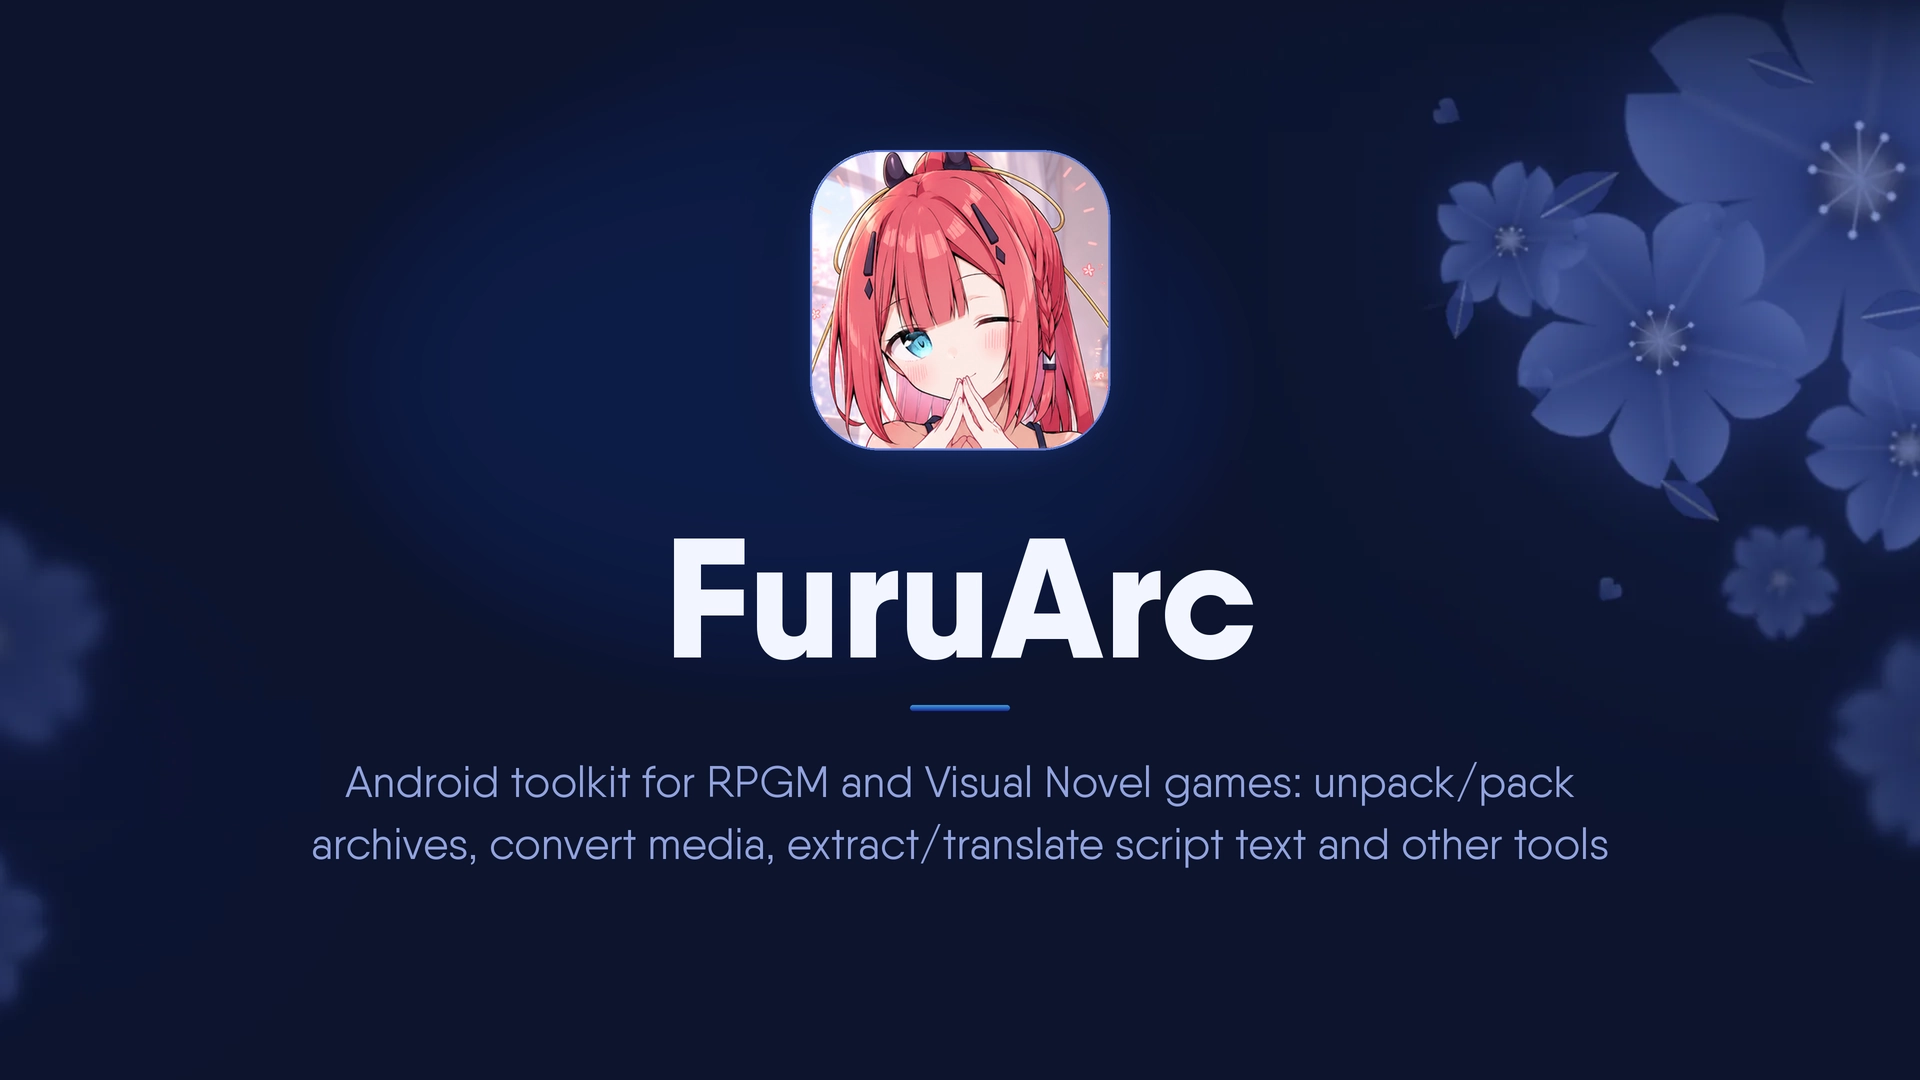 FuruArc
Android toolkit for RPGM and Visual Novel games: unpack/pack
archives, convert media, extract/translate script text and other tools